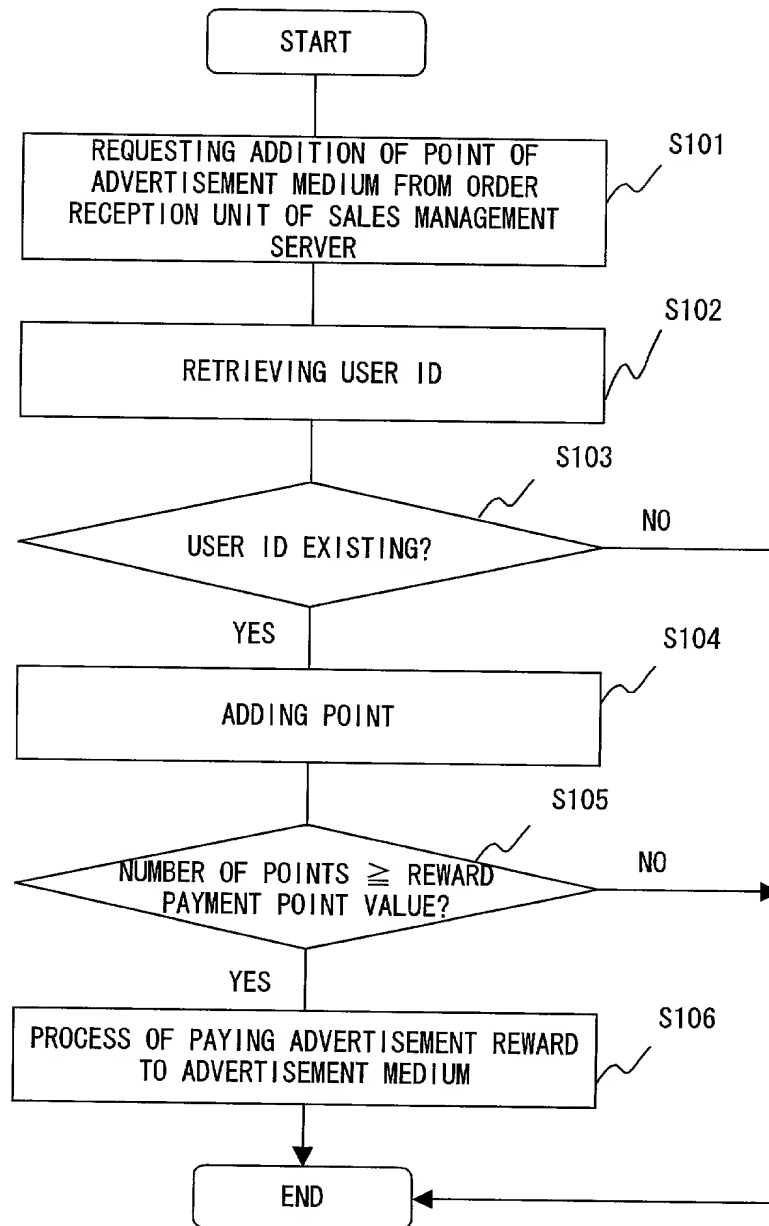 START
REQUESTING ADDITION OF POINT OF
ADVERTISEMENT MEDIUM FROM ORDER
RECEPTION UNIT OF SALES MANAGEMENT
SERVER
S101
RETRIEVING USER ID
S102
USER ID EXISTING?
S103
NO
YES
ADDING POINT
S104
NUMBER OF POINTS ≧ REWARD
PAYMENT POINT VALUE?
S105
NO
YES
PROCESS OF PAYING ADVERTISEMENT REWARD
TO ADVERTISEMENT MEDIUM
S106
END